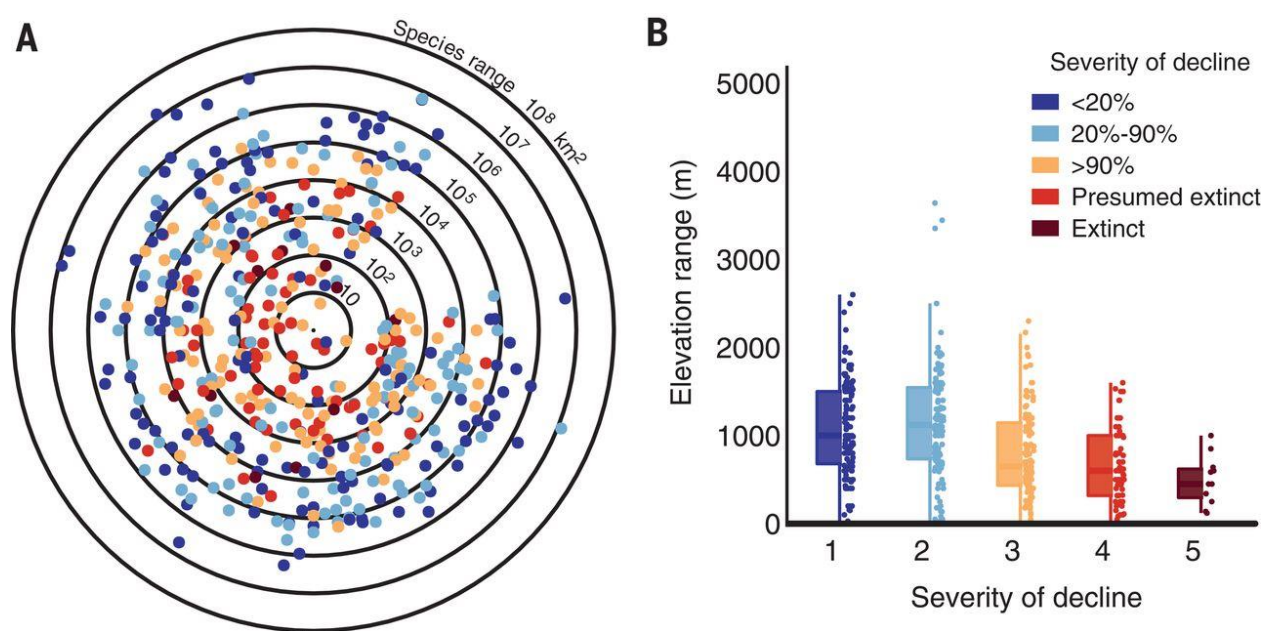 A
Species range 10⁸ km²
10⁷
10⁶
10⁵
10⁴
10³
10²
10
B
Severity of decline
<20%
20%-90%
>90%
Presumed extinct
Extinct
Elevation range (m)
5000
4000
3000
2000
1000
0
1 2 3 4 5
Severity of decline